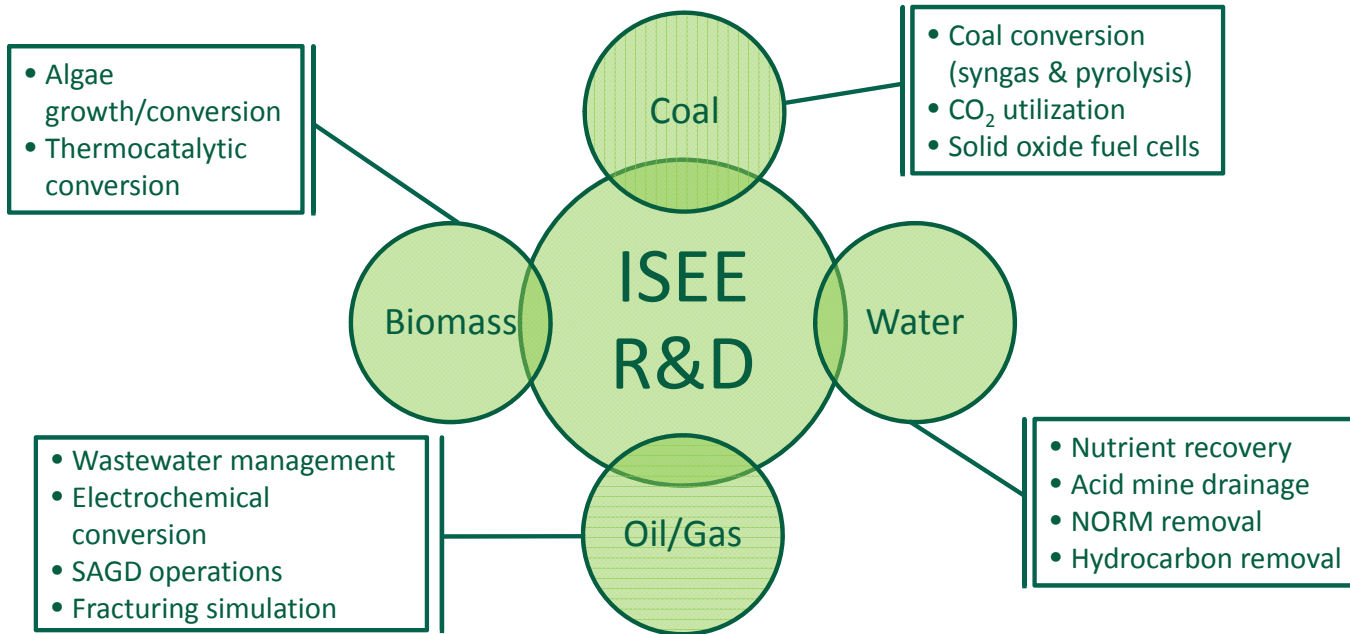 • Algae
growth/conversion
• Thermocatalytic
conversion
Coal
• Coal conversion
(syngas & pyrolysis)
• CO₂ utilization
• Solid oxide fuel cells
Biomass
ISEE
R&D
Water
• Wastewater management
• Electrochemical
conversion
• SAGD operations
• Fracturing simulation
Oil/Gas
• Nutrient recovery
• Acid mine drainage
• NORM removal
• Hydrocarbon removal